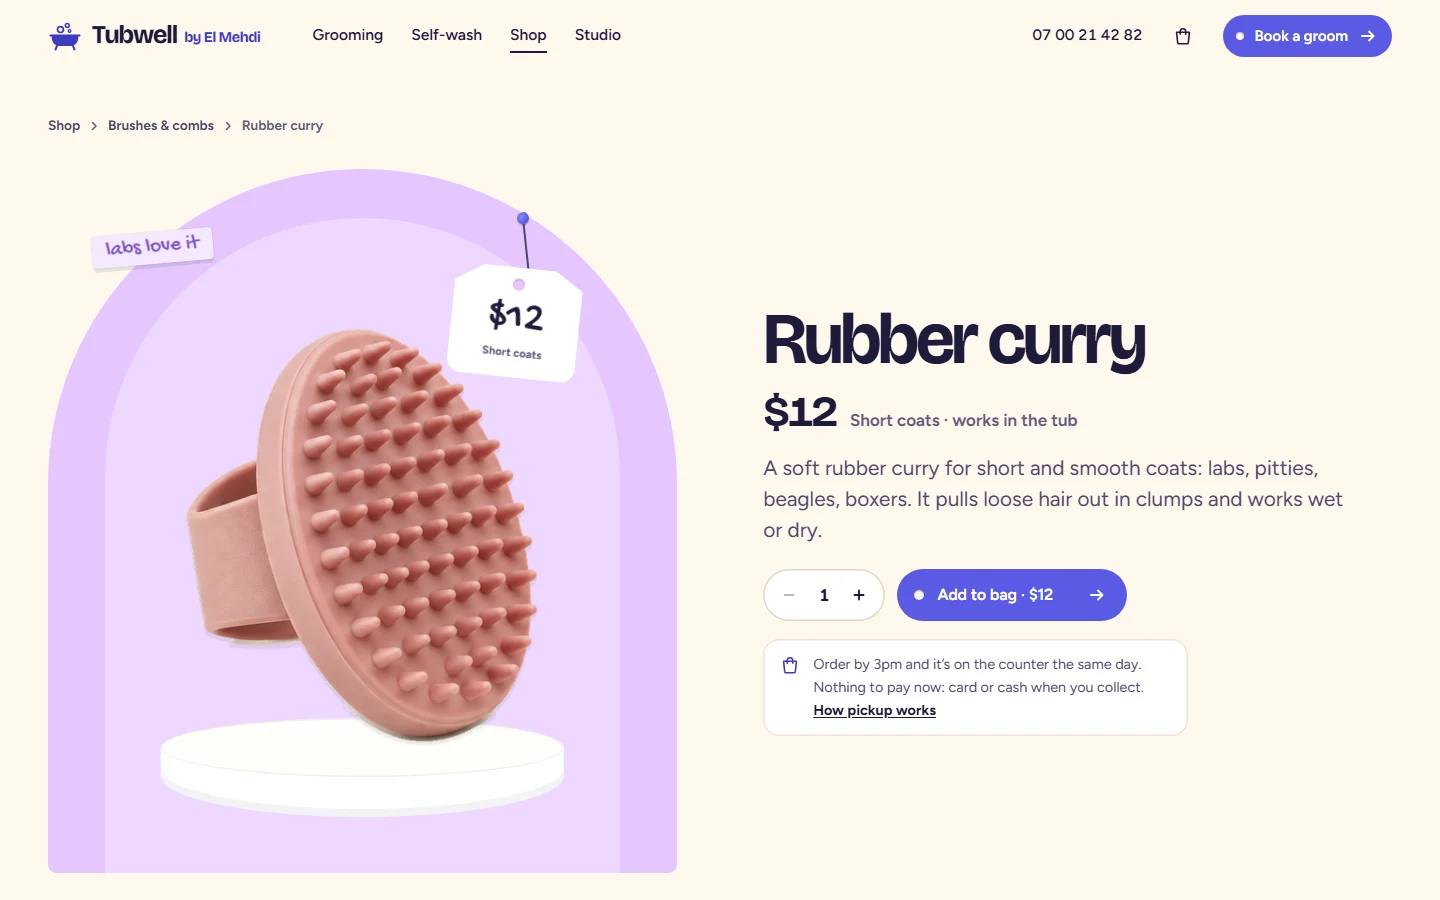 Tubwell by El Mehdi
Grooming
Self-wash
Shop
Studio
07 00 21 42 82
Book a groom
Shop
Brushes & combs
Rubber curry
labs love it
$12
Short coats
Rubber curry
$12 Short coats · works in the tub
A soft rubber curry for short and smooth coats: labs, pitties,
beagles, boxers. It pulls loose hair out in clumps and works wet
or dry.
1
Add to bag · $12
Order by 3pm and it’s on the counter the same day.
Nothing to pay now: card or cash when you collect.
How pickup works